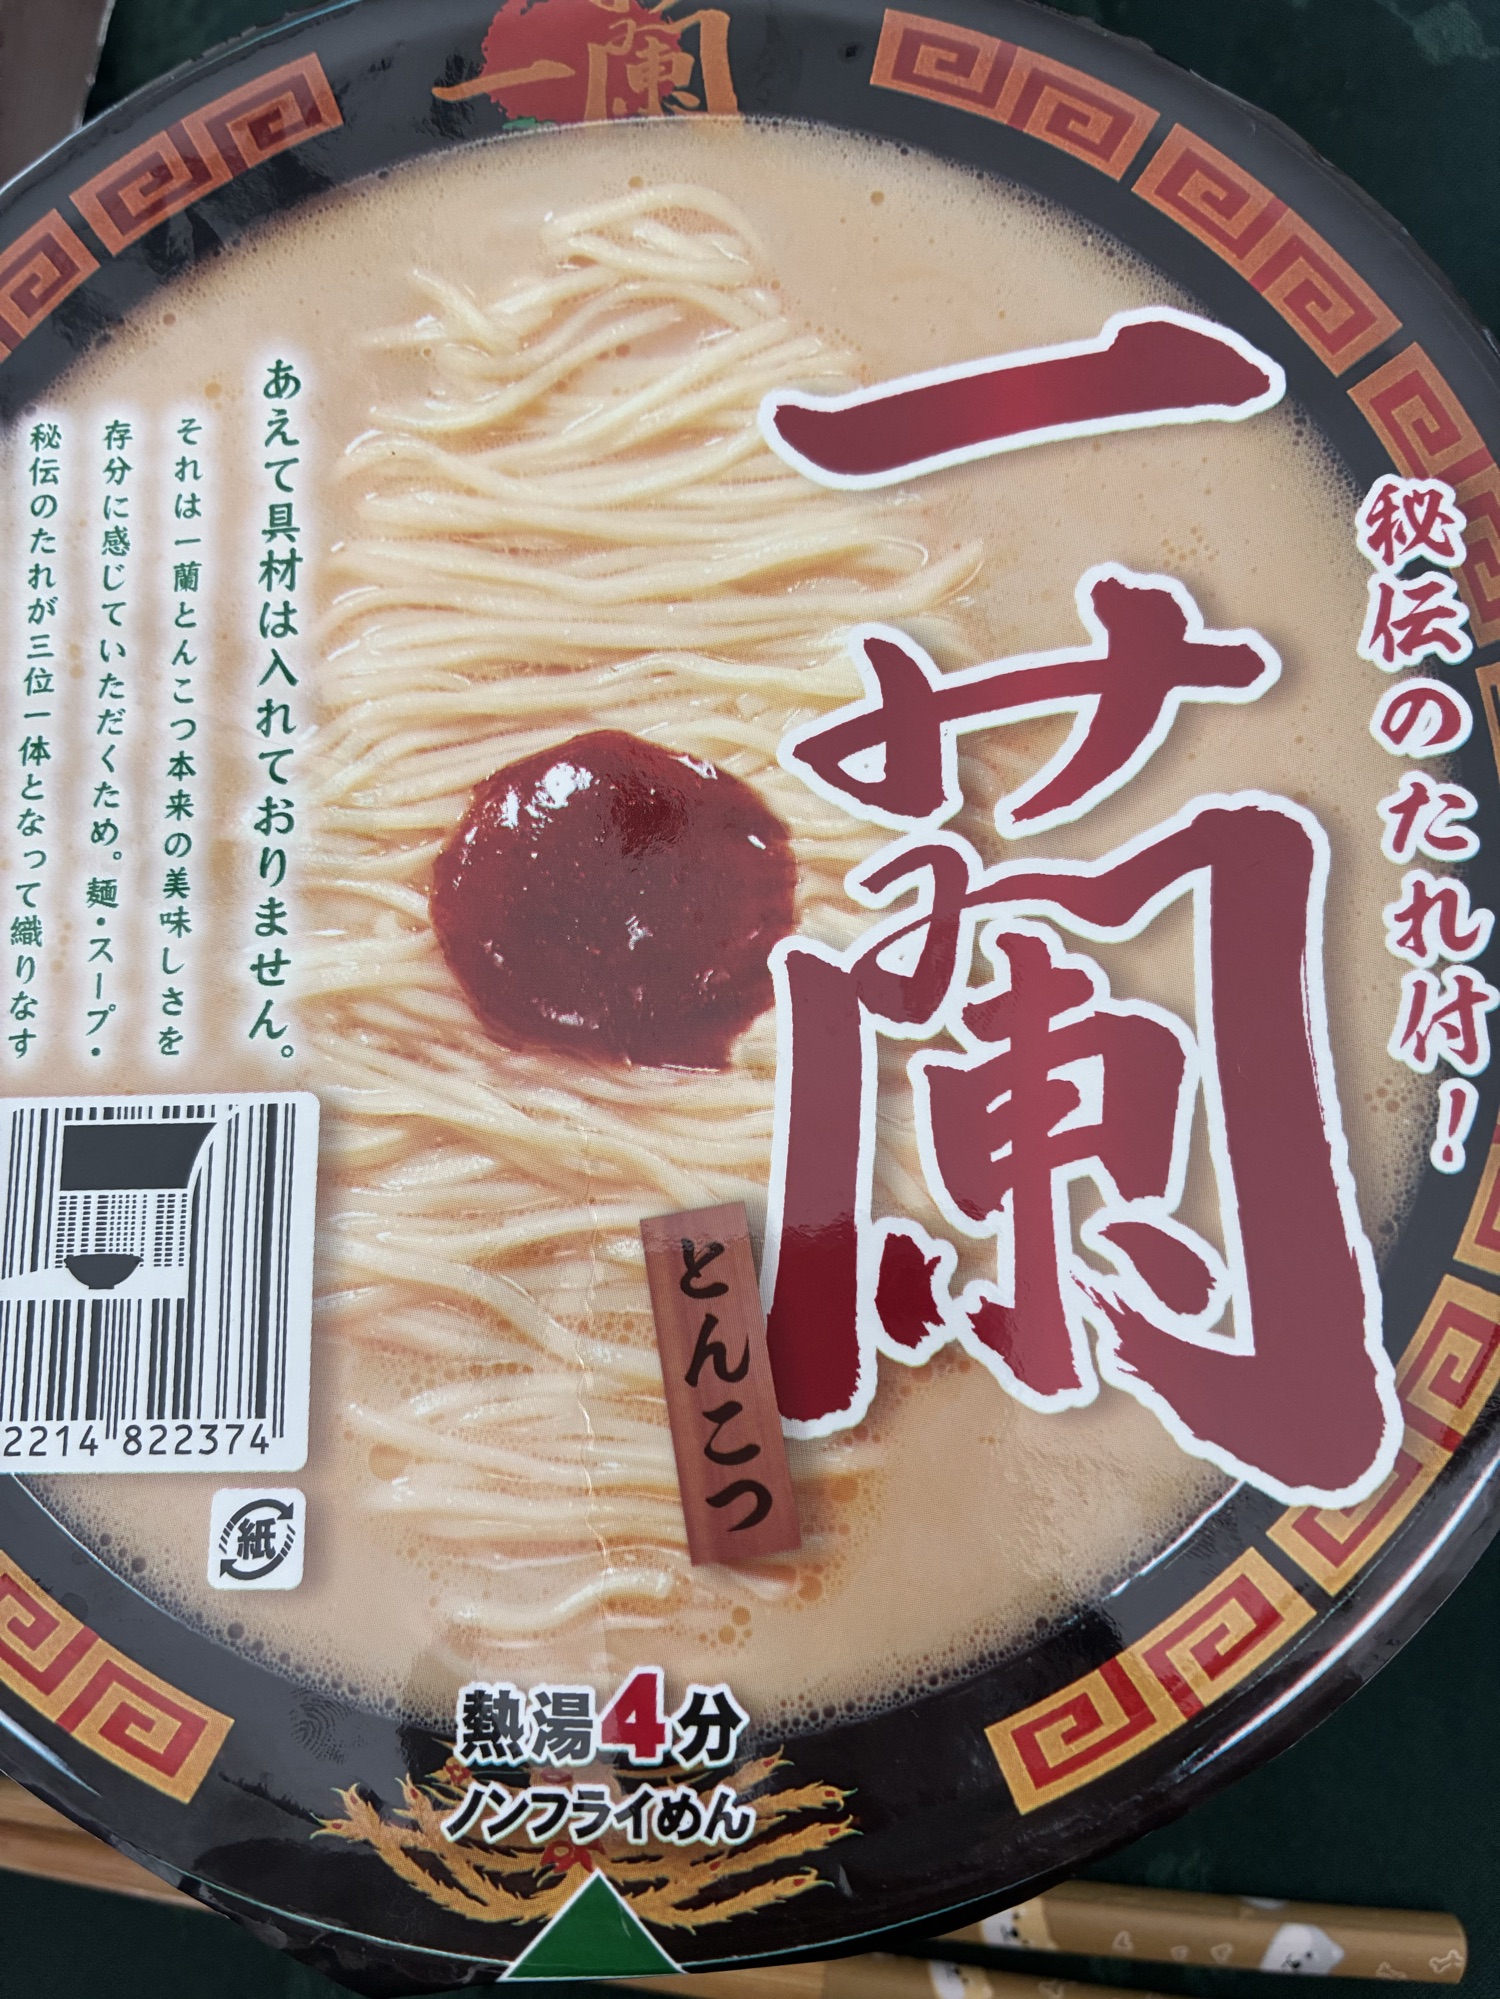 一蘭
秘伝のたれ付!
一蘭
とんこつ
あえて具材は入れておりません。
それは一蘭とんこつ本来の美味しさを
存分に感じていただくため。麺・スープ・
秘伝のたれが三位一体となって織りなす
2214 822374
紙
熱湯4分
ノンフライめん